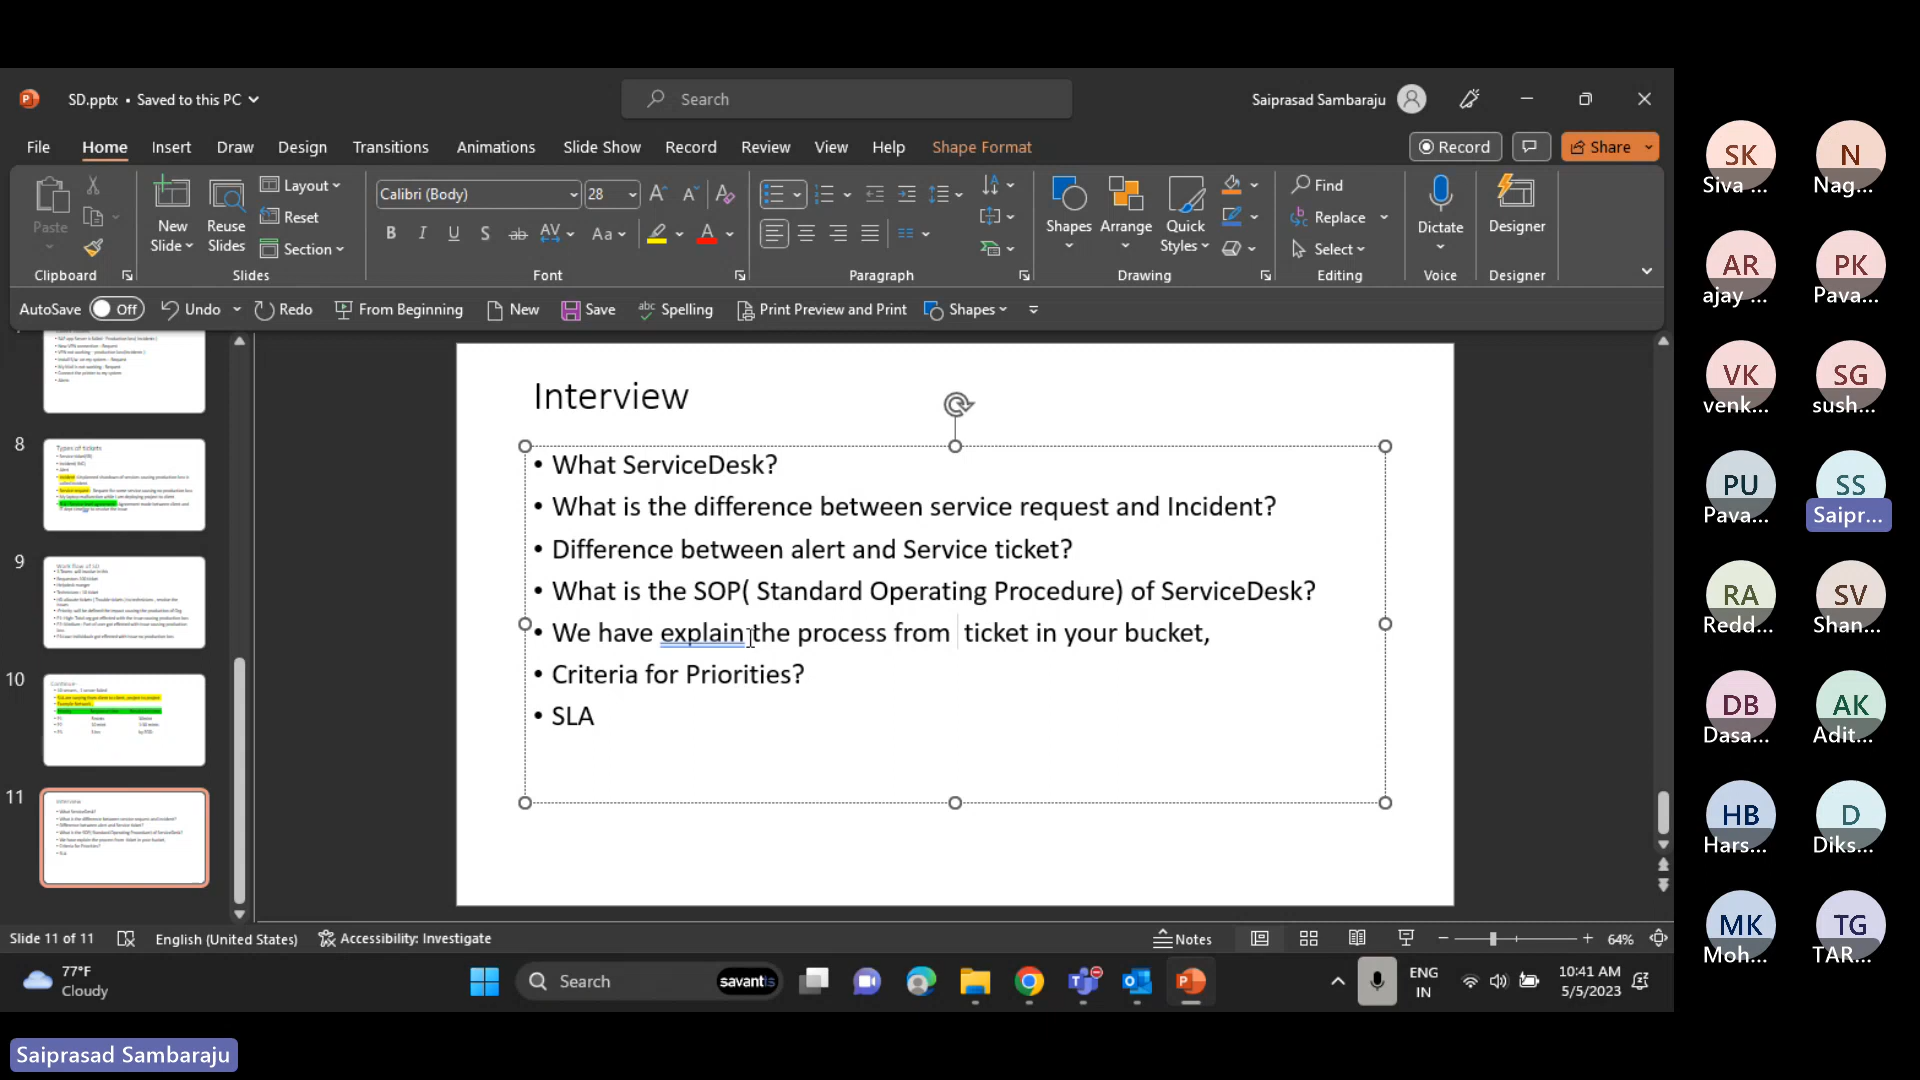 SD.pptx • Saved to this PC
Search
Saiprasad Sambaraju
File Home Insert Draw Design Transitions Animations Slide Show Record Review View Help Shape Format
Record
Share
Paste
New Slide
Reuse Slides
Layout
Reset
Section
Calibri (Body) 28
Shapes
Arrange
Quick Styles
Find
Replace
Select
Dictate
Designer
Clipboard Slides Font Paragraph Drawing Editing Voice Designer
AutoSave Off Undo Redo From Beginning New Save Spelling Print Preview and Print Shapes
Interview
• What ServiceDesk?
• What is the difference between service request and Incident?
• Difference between alert and Service ticket?
• What is the SOP( Standard Operating Procedure) of ServiceDesk?
• We have explain the process from ticket in your bucket,
• Criteria for Priorities?
• SLA
8
Types of tickets
9
10
11
Interview
Slide 11 of 11 English (United States) Accessibility: Investigate Notes 64%
77°F
Cloudy
Search
savantis
ENG
IN
10:41 AM
5/5/2023
SK
Siva ...
N
Nag...
AR
ajay ...
PK
Pava...
VK
venk...
SG
sush...
PU
Pava...
SS
Saipr...
RA
Redd...
SV
Shan...
DB
Dasa...
AK
Adit...
HB
Hars...
D
Diks...
MK
Moh...
TG
TAR...
Saiprasad Sambaraju